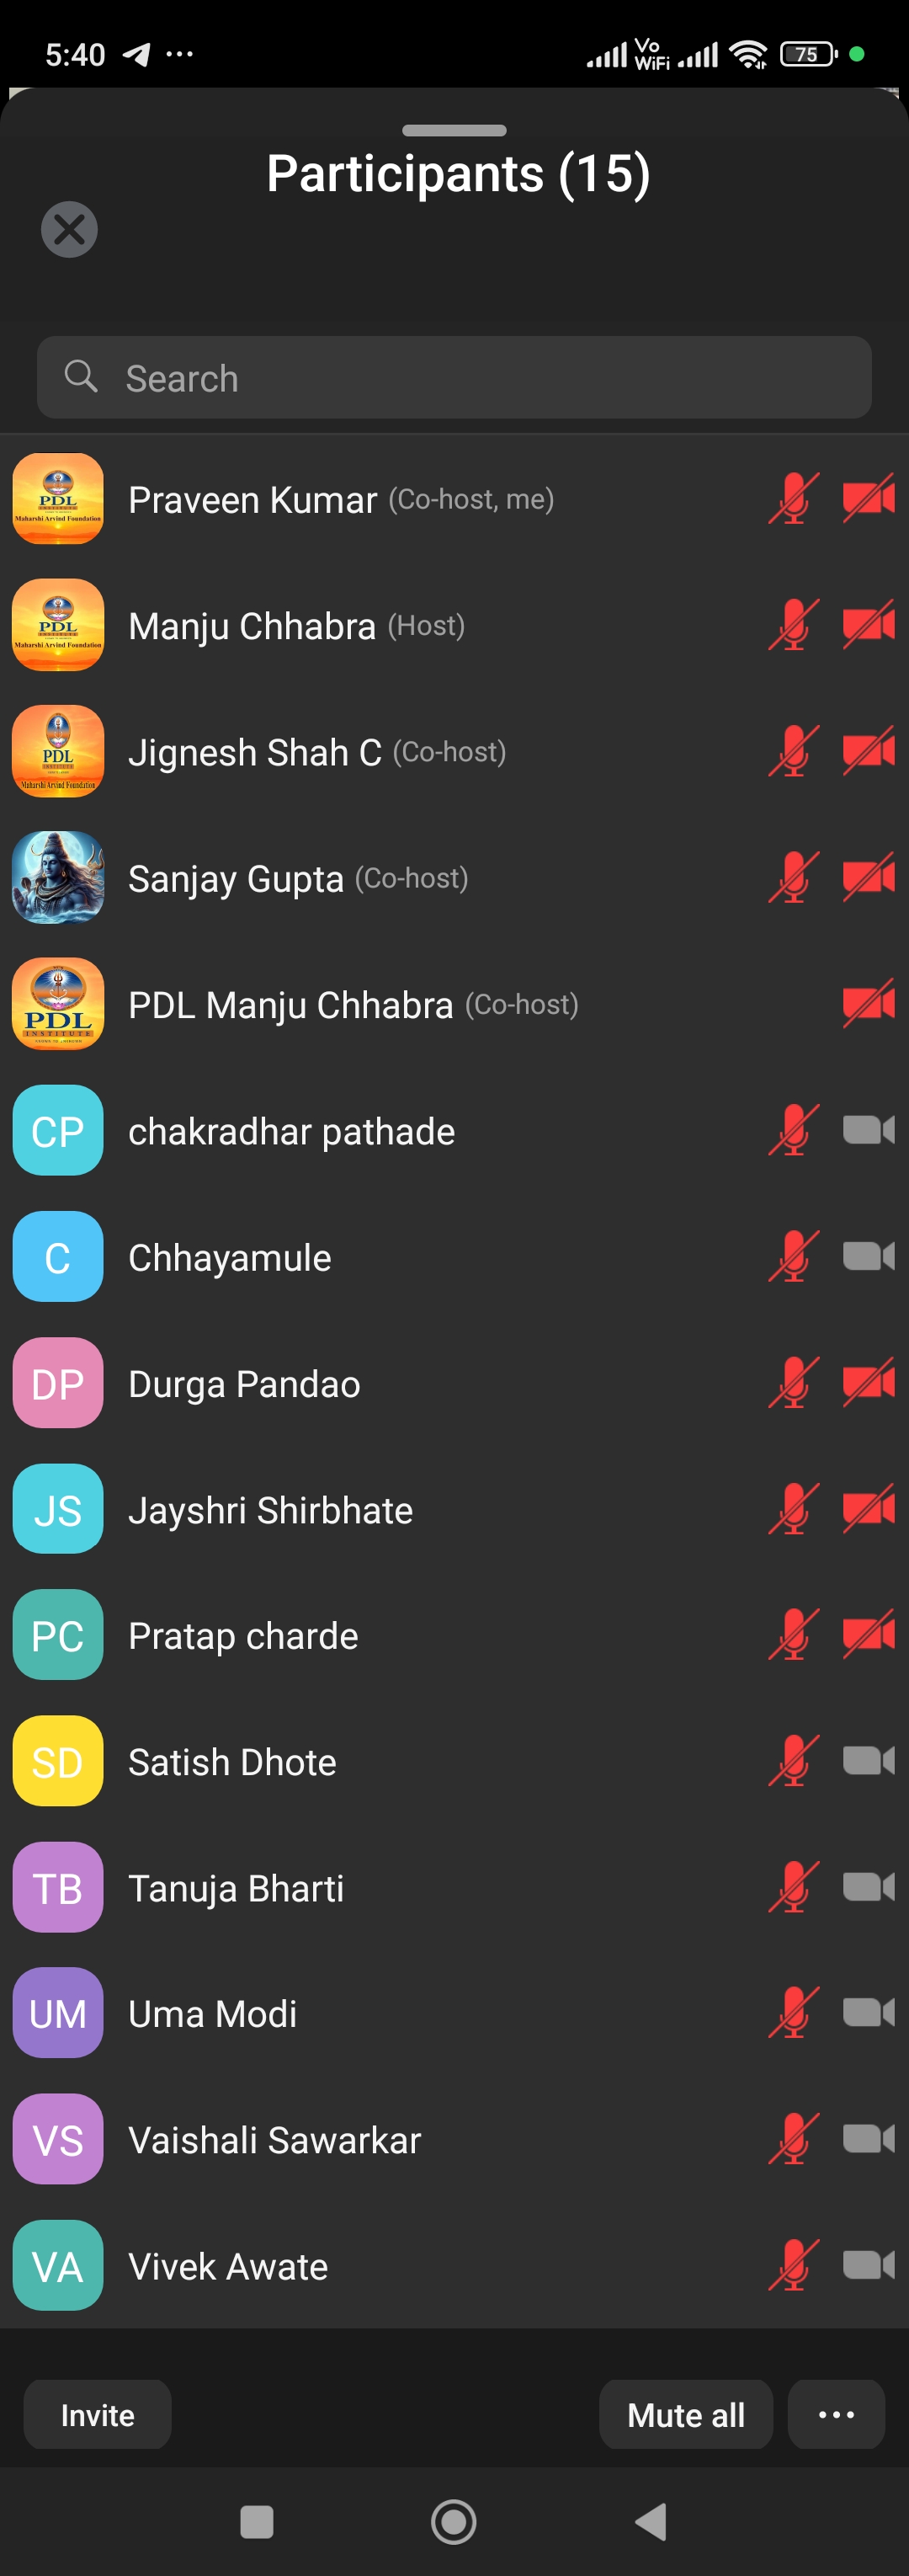 5:40 ...
Vo
WiFi
75
Participants (15)
Search
PDL
Maharshi Arvind Foundation
Praveen Kumar (Co-host, me)
PDL
Maharshi Arvind Foundation
Manju Chhabra (Host)
PDL
INSTITUTE
Maharshi Arvind Foundation
Jignesh Shah C (Co-host)
Sanjay Gupta (Co-host)
PDL
INSTITUTE
PDL Manju Chhabra (Co-host)
CP chakradhar pathade
C Chhayamule
DP Durga Pandao
JS Jayshri Shirbhate
PC Pratap charde
SD Satish Dhote
TB Tanuja Bharti
UM Uma Modi
VS Vaishali Sawarkar
VA Vivek Awate
Invite Mute all ...